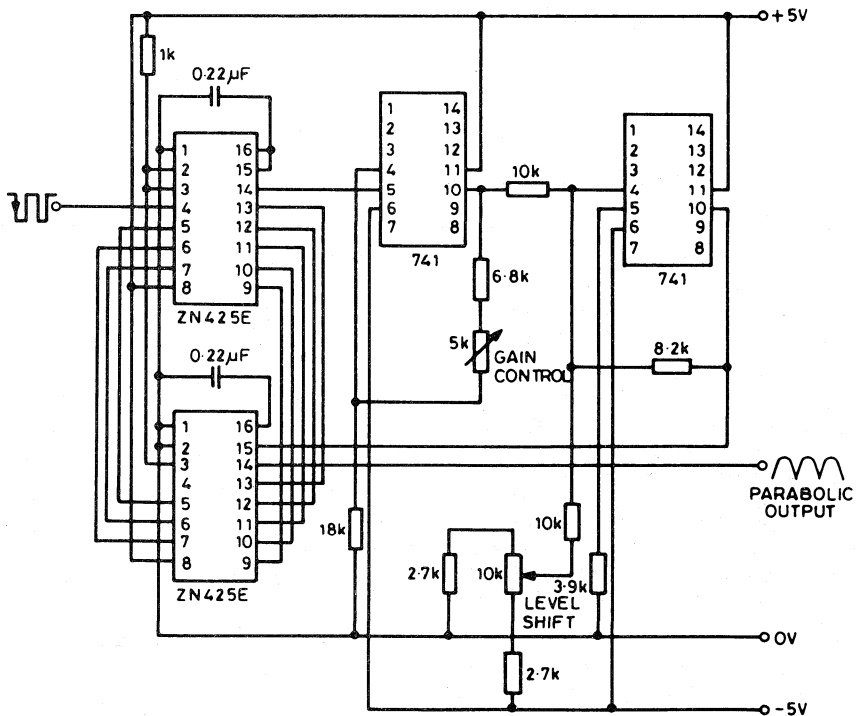 +5V
1k
0·22µF
1 16
2 15
3 14
4 13
5 12
6 11
7 10
8 9
ZN425E
1 14
2 13
3 12
4 11
5 10
6 9
7 8
741
10k
1 14
2 13
3 12
4 11
5 10
6 9
7 8
741
6·8k
5k
GAIN
CONTROL
8·2k
0·22µF
1 16
2 15
3 14
4 13
5 12
6 11
7 10
8 9
ZN425E
PARABOLIC
OUTPUT
18k
10k
2·7k
10k
3·9k
LEVEL
SHIFT
0V
2·7k
-5V